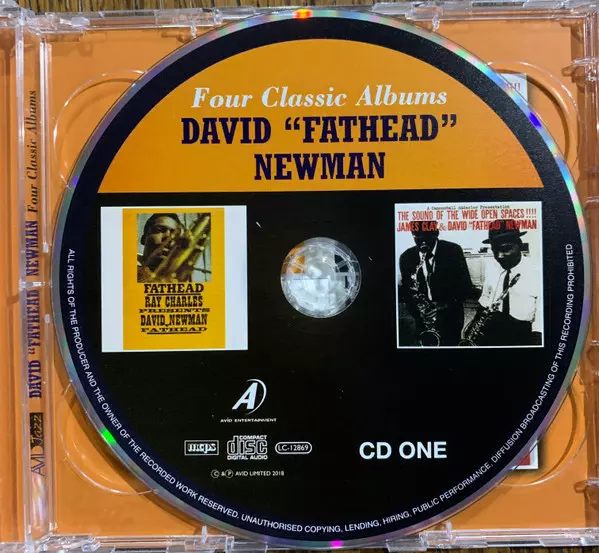 Four Classic Albums
DAVID “FATHEAD”
NEWMAN
FATHEAD
RAY CHARLES
PRESENTS
DAVID NEWMAN
FATHEAD
A Cannonball Adderley Presentation
THE SOUND OF THE WIDE OPEN SPACES!!!!
JAMES CLAY & DAVID "FATHEAD" NEWMAN
A
AVID ENTERTAINMENT
mcps
COMPACT
disc
DIGITAL AUDIO
LC-12869
CD ONE
© & ℗ AVID LIMITED 2018
ALL RIGHTS OF THE PRODUCER AND THE OWNER OF THE RECORDED WORK RESERVED. UNAUTHORISED COPYING, LENDING, HIRING, PUBLIC PERFORMANCE, DIFFUSION BROADCASTING OF THIS RECORDING PROHIBITED
AVID Jazz DAVID “FATHEAD” NEWMAN Four Classic Albums